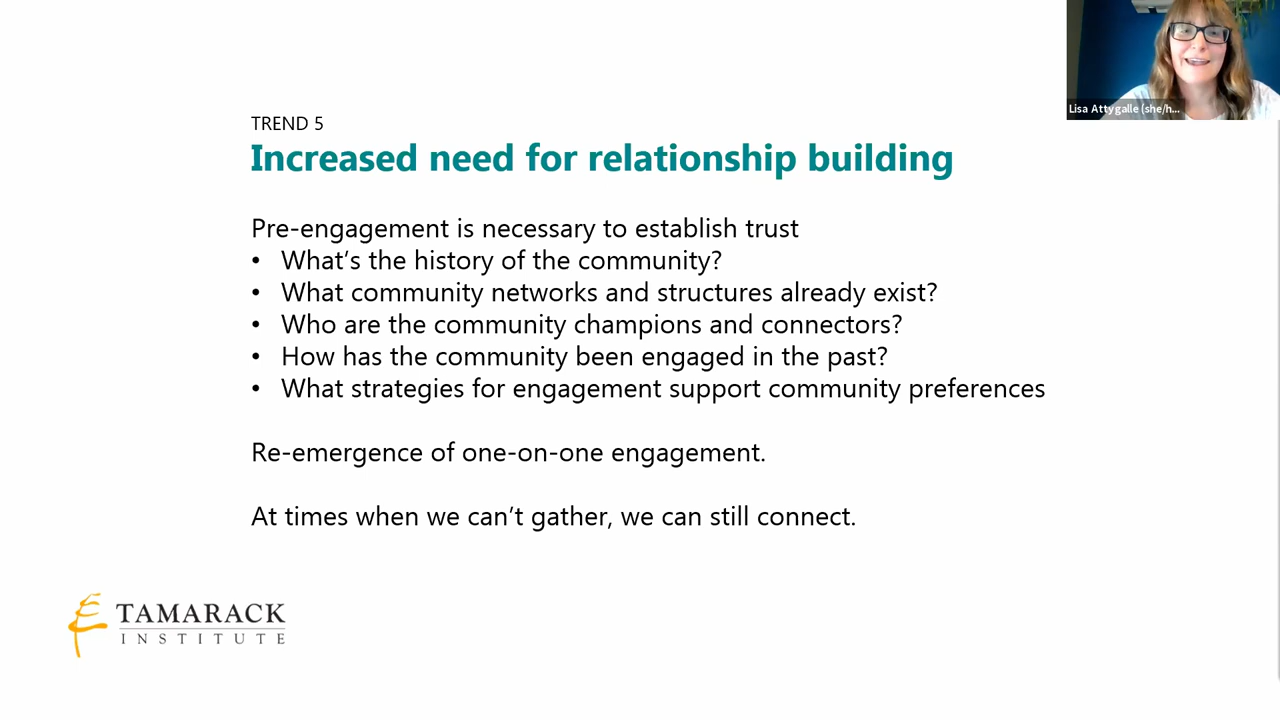 Lisa Attygalle (she/h...
TREND 5
Increased need for relationship building
Pre-engagement is necessary to establish trust
• What's the history of the community?
• What community networks and structures already exist?
• Who are the community champions and connectors?
• How has the community been engaged in the past?
• What strategies for engagement support community preferences
Re-emergence of one-on-one engagement.
At times when we can't gather, we can still connect.
TAMARACK
INSTITUTE